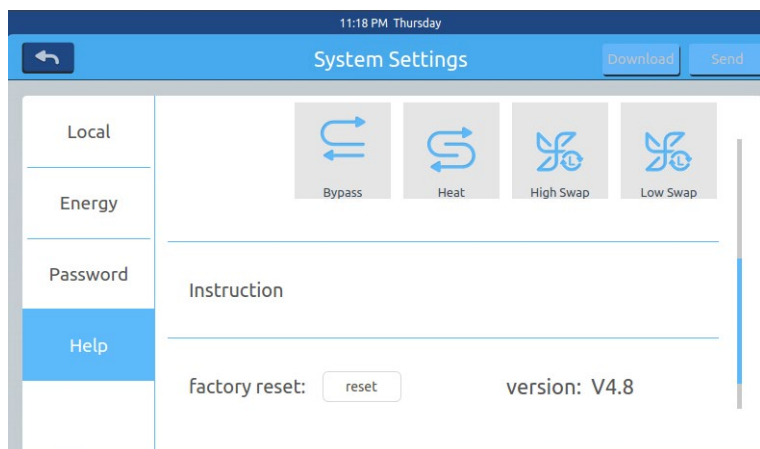 11:18 PM Thursday
System Settings
Download
Send
Local
Energy
Password
Help
Bypass
Heat
L
High Swap
L
Low Swap
Instruction
factory reset:
reset
version: V4.8